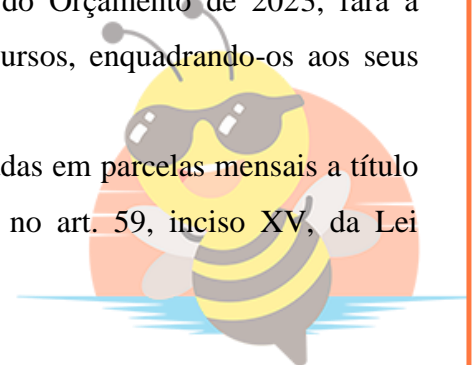 do Orçamento de 2023, fará a
ursos, enquadrando-os aos seus
das em parcelas mensais a título
no art. 59, inciso XV, da Lei